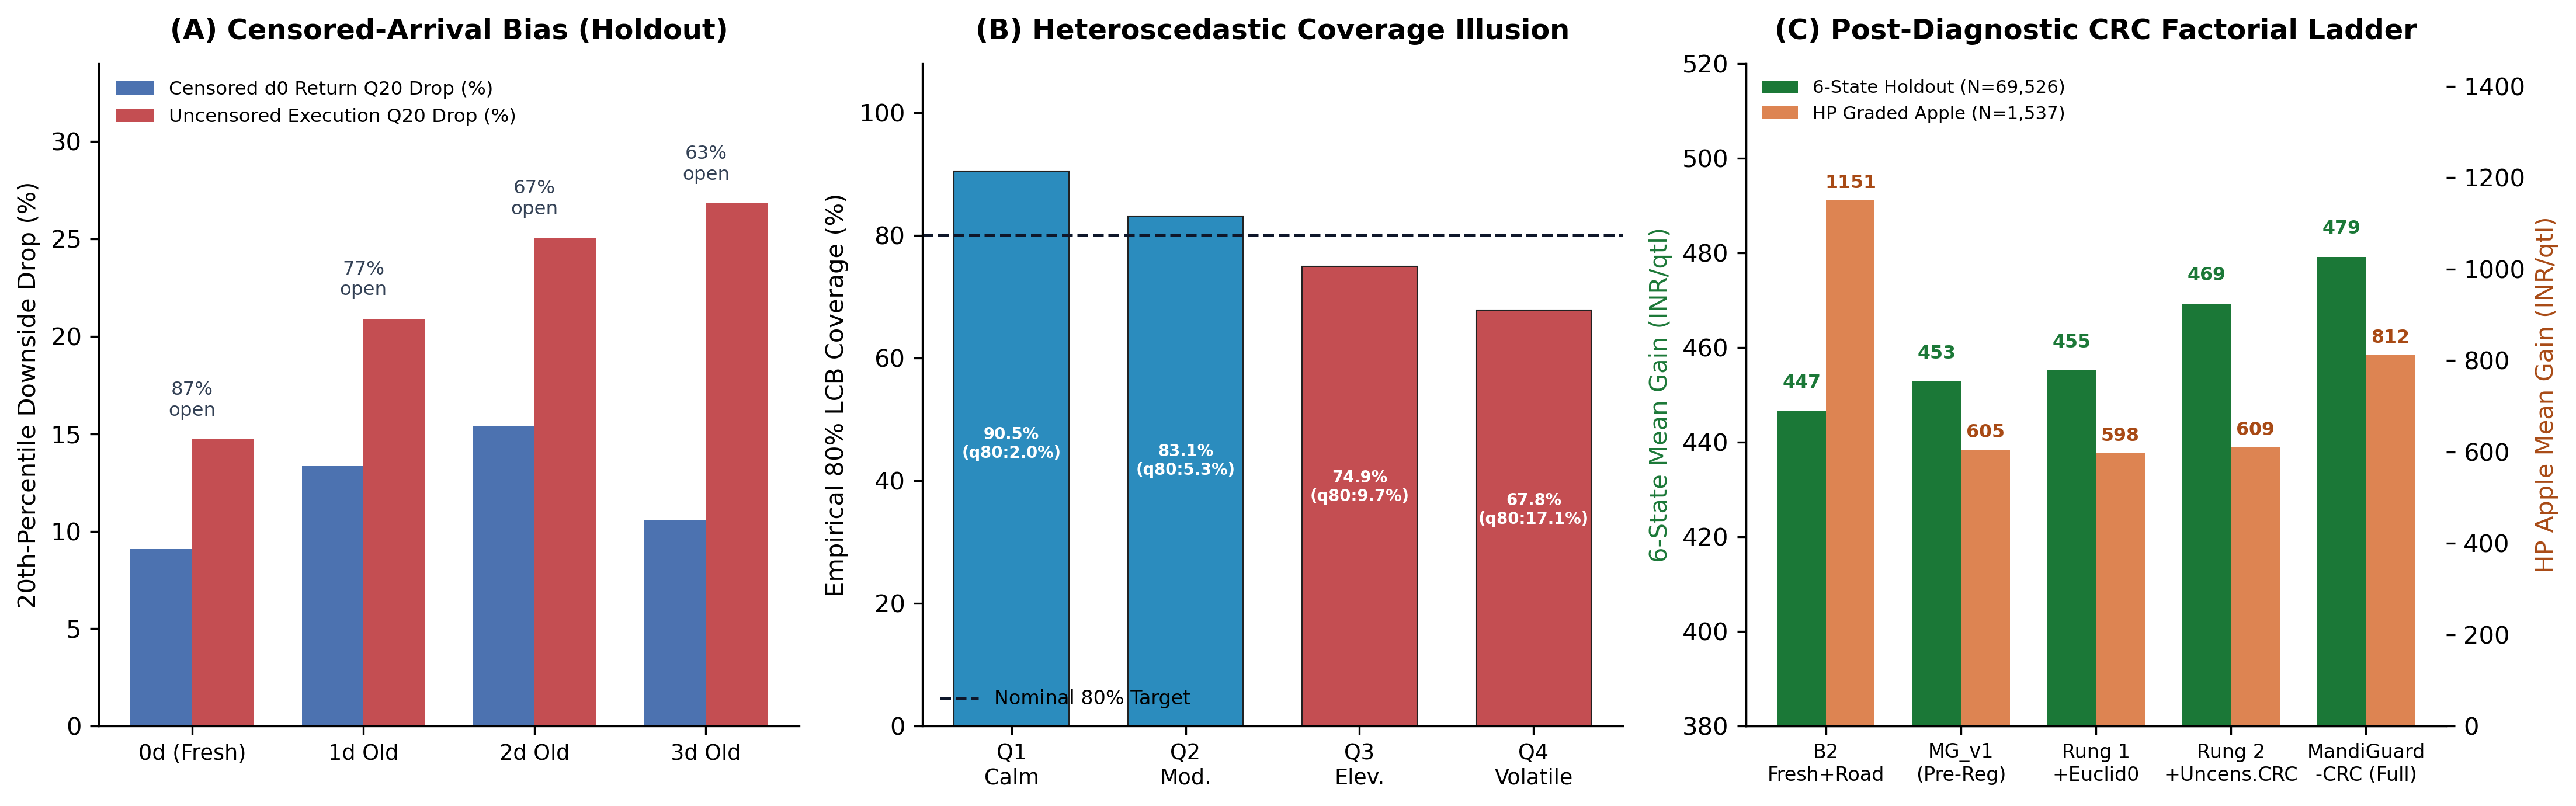 (A) Censored-Arrival Bias (Holdout)
Censored d0 Return Q20 Drop (%)
Uncensored Execution Q20 Drop (%)
20th-Percentile Downside Drop (%)
30
25
20
15
10
5
0
87%
open
77%
open
67%
open
63%
open
0d (Fresh)
1d Old
2d Old
3d Old
(B) Heteroscedastic Coverage Illusion
Empirical 80% LCB Coverage (%)
100
80
60
40
20
0
90.5%
(q80:2.0%)
83.1%
(q80:5.3%)
74.9%
(q80:9.7%)
67.8%
(q80:17.1%)
Nominal 80% Target
Q1
Calm
Q2
Mod.
Q3
Elev.
Q4
Volatile
(C) Post-Diagnostic CRC Factorial Ladder
6-State Holdout (N=69,526)
HP Graded Apple (N=1,537)
6-State Mean Gain (INR/qtl)
520
500
480
460
440
420
400
380
447
1151
453
605
455
598
469
609
479
812
B2
Fresh+Road
MG_v1
(Pre-Reg)
Rung 1
+Euclid0
Rung 2
+Uncens.CRC
MandiGuard
-CRC (Full)
1400
1200
1000
800
600
400
200
0
HP Apple Mean Gain (INR/qtl)